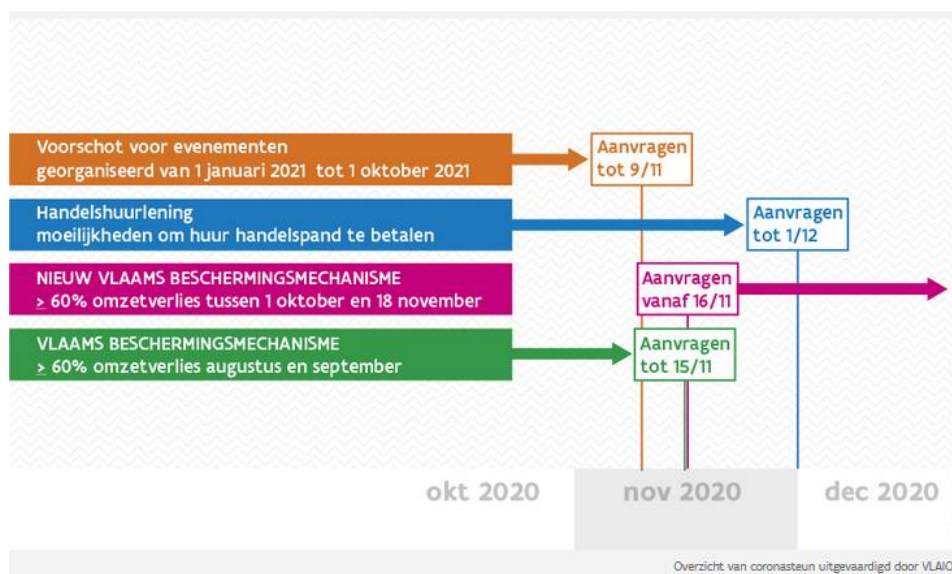 Voorschot voor evenementen
georganiseerd van 1 januari 2021 tot 1 oktober 2021
Aanvragen
tot 9/11
Handelshuurlening
moeilijkheden om huur handelspand te betalen
Aanvragen
tot 1/12
NIEUW VLAAMS BESCHERMINGSMECHANISME
≥ 60% omzetverlies tussen 1 oktober en 18 november
Aanvragen
vanaf 16/11
VLAAMS BESCHERMINGSMECHANISME
≥ 60% omzetverlies augustus en september
Aanvragen
tot 15/11
okt 2020
nov 2020
dec 2020
Overzicht van coronasteun uitgevaardigd door VLAIO